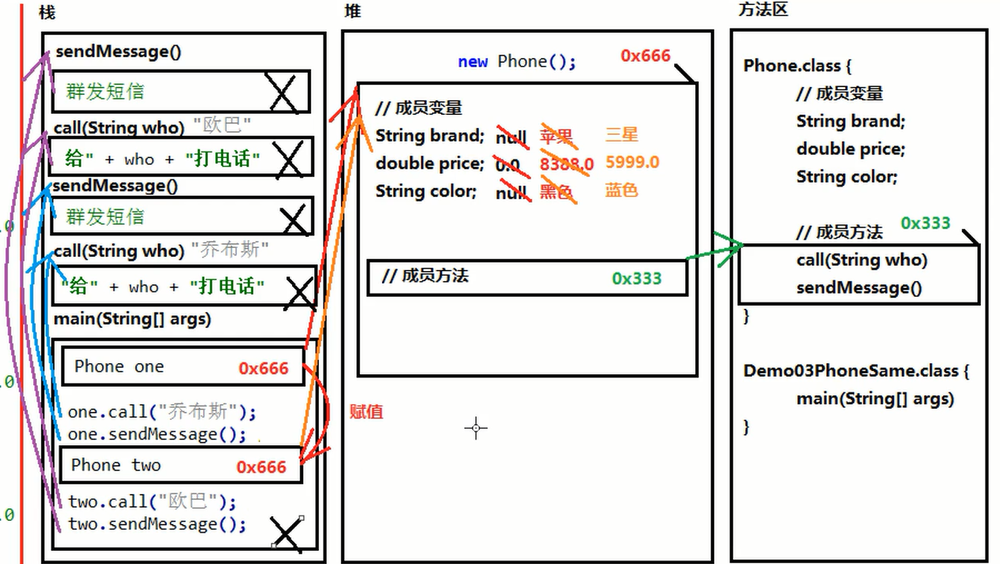 栈
sendMessage()
群发短信
call(String who) "欧巴"
给" + who + "打电话"
sendMessage()
群发短信
call(String who) "乔布斯"
"给" + who + "打电话"
main(String[] args)
Phone one 0x666
one.call("乔布斯");
one.sendMessage();
Phone two 0x666
two.call("欧巴");
two.sendMessage();
赋值
堆
new Phone(); 0x666
// 成员变量
String brand; null 苹果 三星
double price; 0.0 8388.0 5999.0
String color; null 黑色 蓝色
// 成员方法 0x333
方法区
Phone.class {
// 成员变量
String brand;
double price;
String color;
// 成员方法 0x333
call(String who)
sendMessage()
}
Demo03PhoneSame.class {
main(String[] args)
}
.0
.0
.0